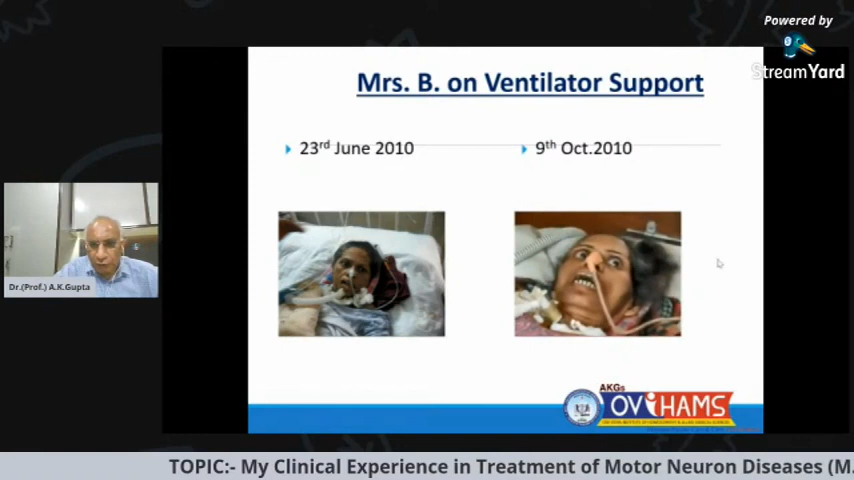 Powered by
StreamYard
Mrs. B. on Ventilator Support
23rd June 2010
9th Oct.2010
Dr.(Prof.) A.K.Gupta
AKGs
OViHAMS
TOPIC:- My Clinical Experience in Treatment of Motor Neuron Diseases (M.